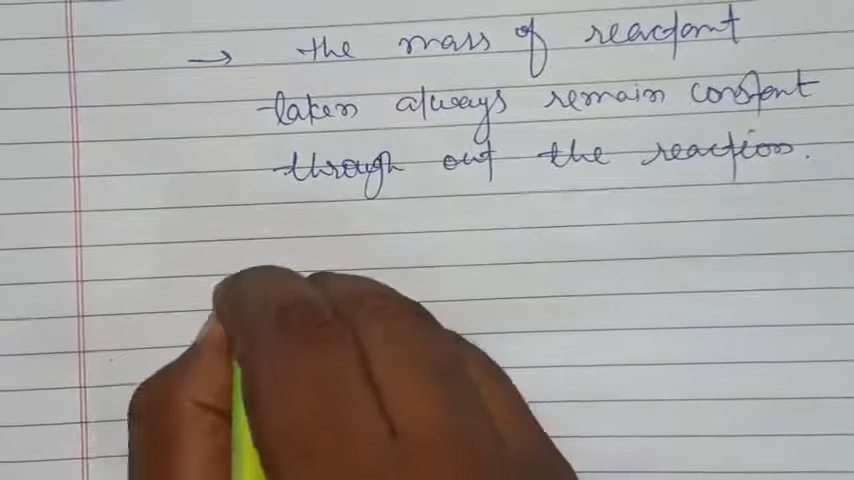 → the mass of reactant
taken always remain constant
through out the reaction.